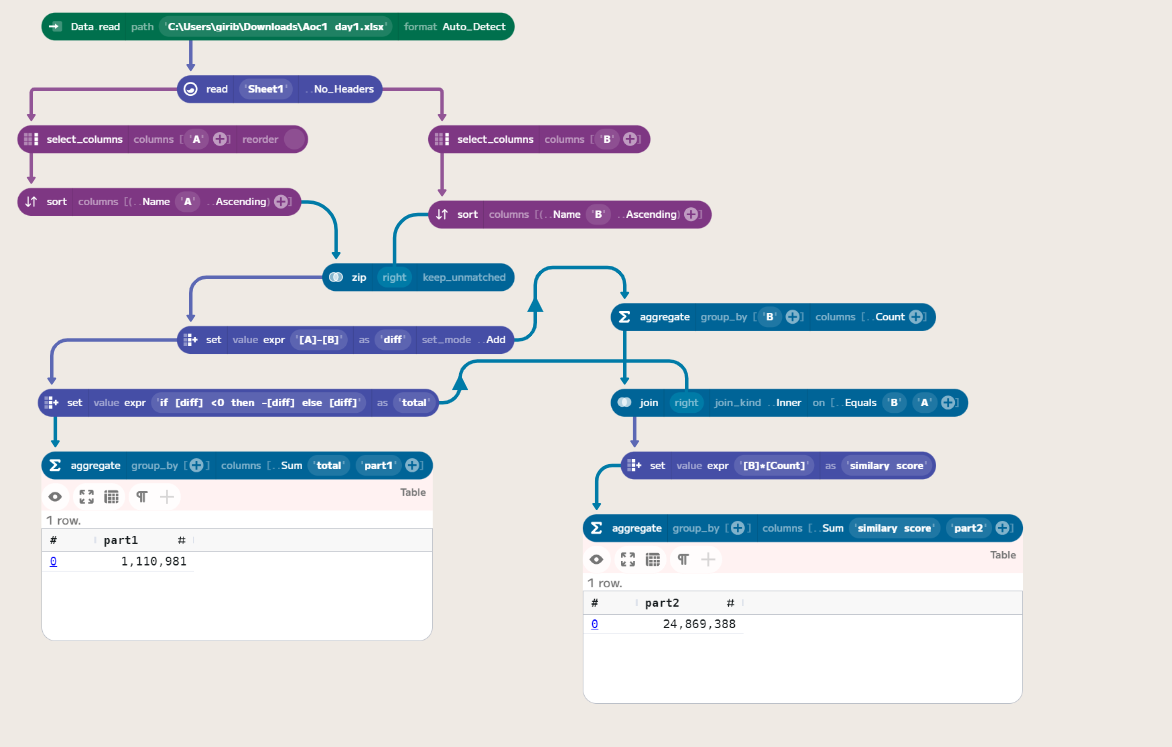 Data read path 'C:\Users\girib\Downloads\Aoc1 day1.xlsx' format Auto_Detect
read 'Sheet1' ..No_Headers
select_columns columns ['A' ] reorder
select_columns columns ['B' ]
sort columns [(..Name 'A' ..Ascending) ]
sort columns [(..Name 'B' ..Ascending) ]
zip right keep_unmatched
aggregate group_by ['B' ] columns [..Count ]
set value expr '[A]-[B]' as 'diff' set_mode ..Add
set value expr 'if [diff] <0 then -[diff] else [diff]' as 'total'
join right join_kind ..Inner on [..Equals 'B' 'A' ]
aggregate group_by [ ] columns [..Sum 'total' 'part1' ]
set value expr '[B]*[Count]' as 'similary score'
Table
1 row.
# part1 #
0 1,110,981
aggregate group_by [ ] columns [..Sum 'similary score' 'part2' ]
Table
1 row.
# part2 #
0 24,869,388